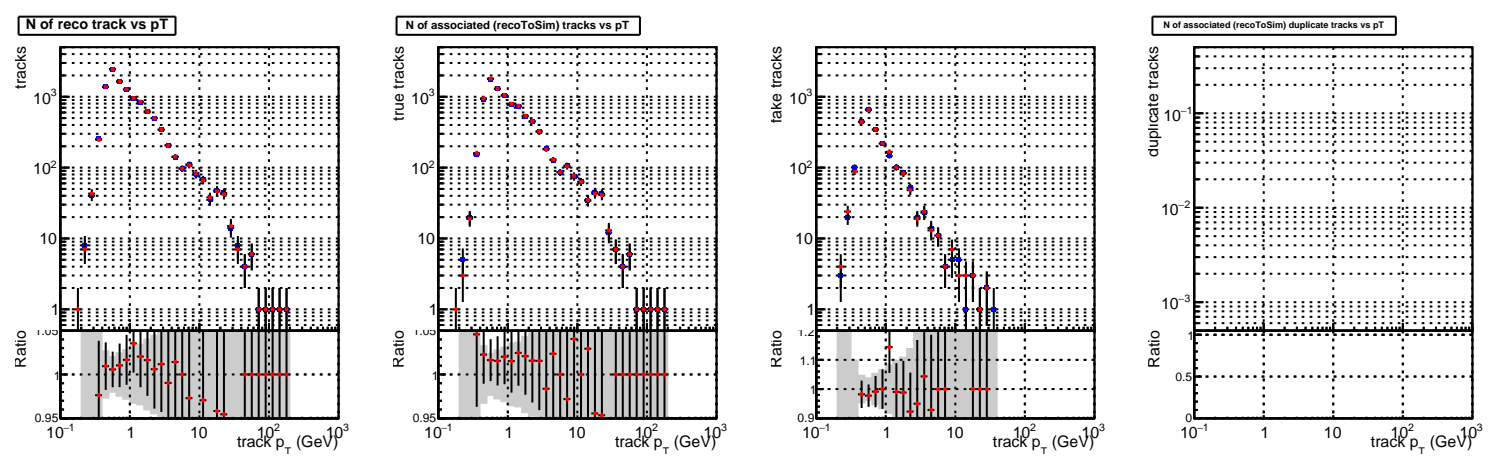 N of reco track vs pT
tracks
10³
10²
10
1
Ratio
1.05
1
0.95
10⁻¹ 1 10 10² 10³
track p_T (GeV)
N of associated (recoToSim) tracks vs pT
true tracks
10³
10²
10
1
Ratio
1.05
1
0.95
10⁻¹ 1 10 10² 10³
track p_T (GeV)
fake tracks
10³
10²
10
1
Ratio
1.2
1.1
1
0.9
10⁻¹ 1 10 10² 10³
track p_T (GeV)
N of associated (recoToSim) duplicate tracks vs pT
duplicate tracks
10⁻¹
10⁻²
10⁻³
Ratio
1
0.5
0
10⁻¹ 1 10 10² 10³
track p_T (GeV)